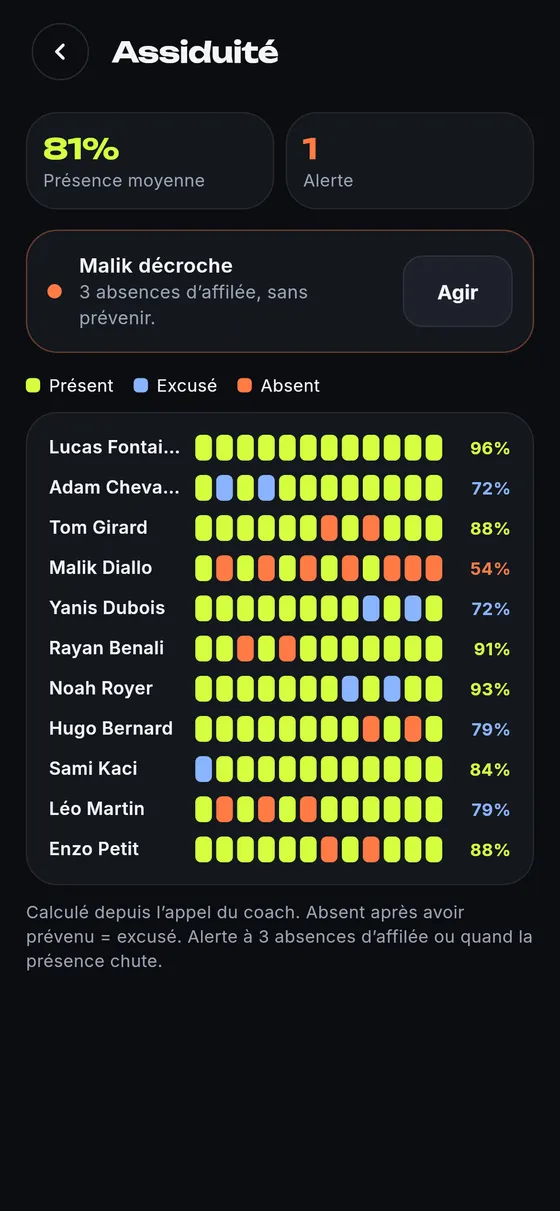 Assiduité
81%
Présence moyenne
1
Alerte
Malik décroche
3 absences d’affilée, sans
prévenir.
Agir
Présent Excusé Absent
Lucas Fontai... 96%
Adam Cheva... 72%
Tom Girard 88%
Malik Diallo 54%
Yanis Dubois 72%
Rayan Benali 91%
Noah Royer 93%
Hugo Bernard 79%
Sami Kaci 84%
Léo Martin 79%
Enzo Petit 88%
Calculé depuis l’appel du coach. Absent après avoir
prévenu = excusé. Alerte à 3 absences d’affilée ou quand la
présence chute.